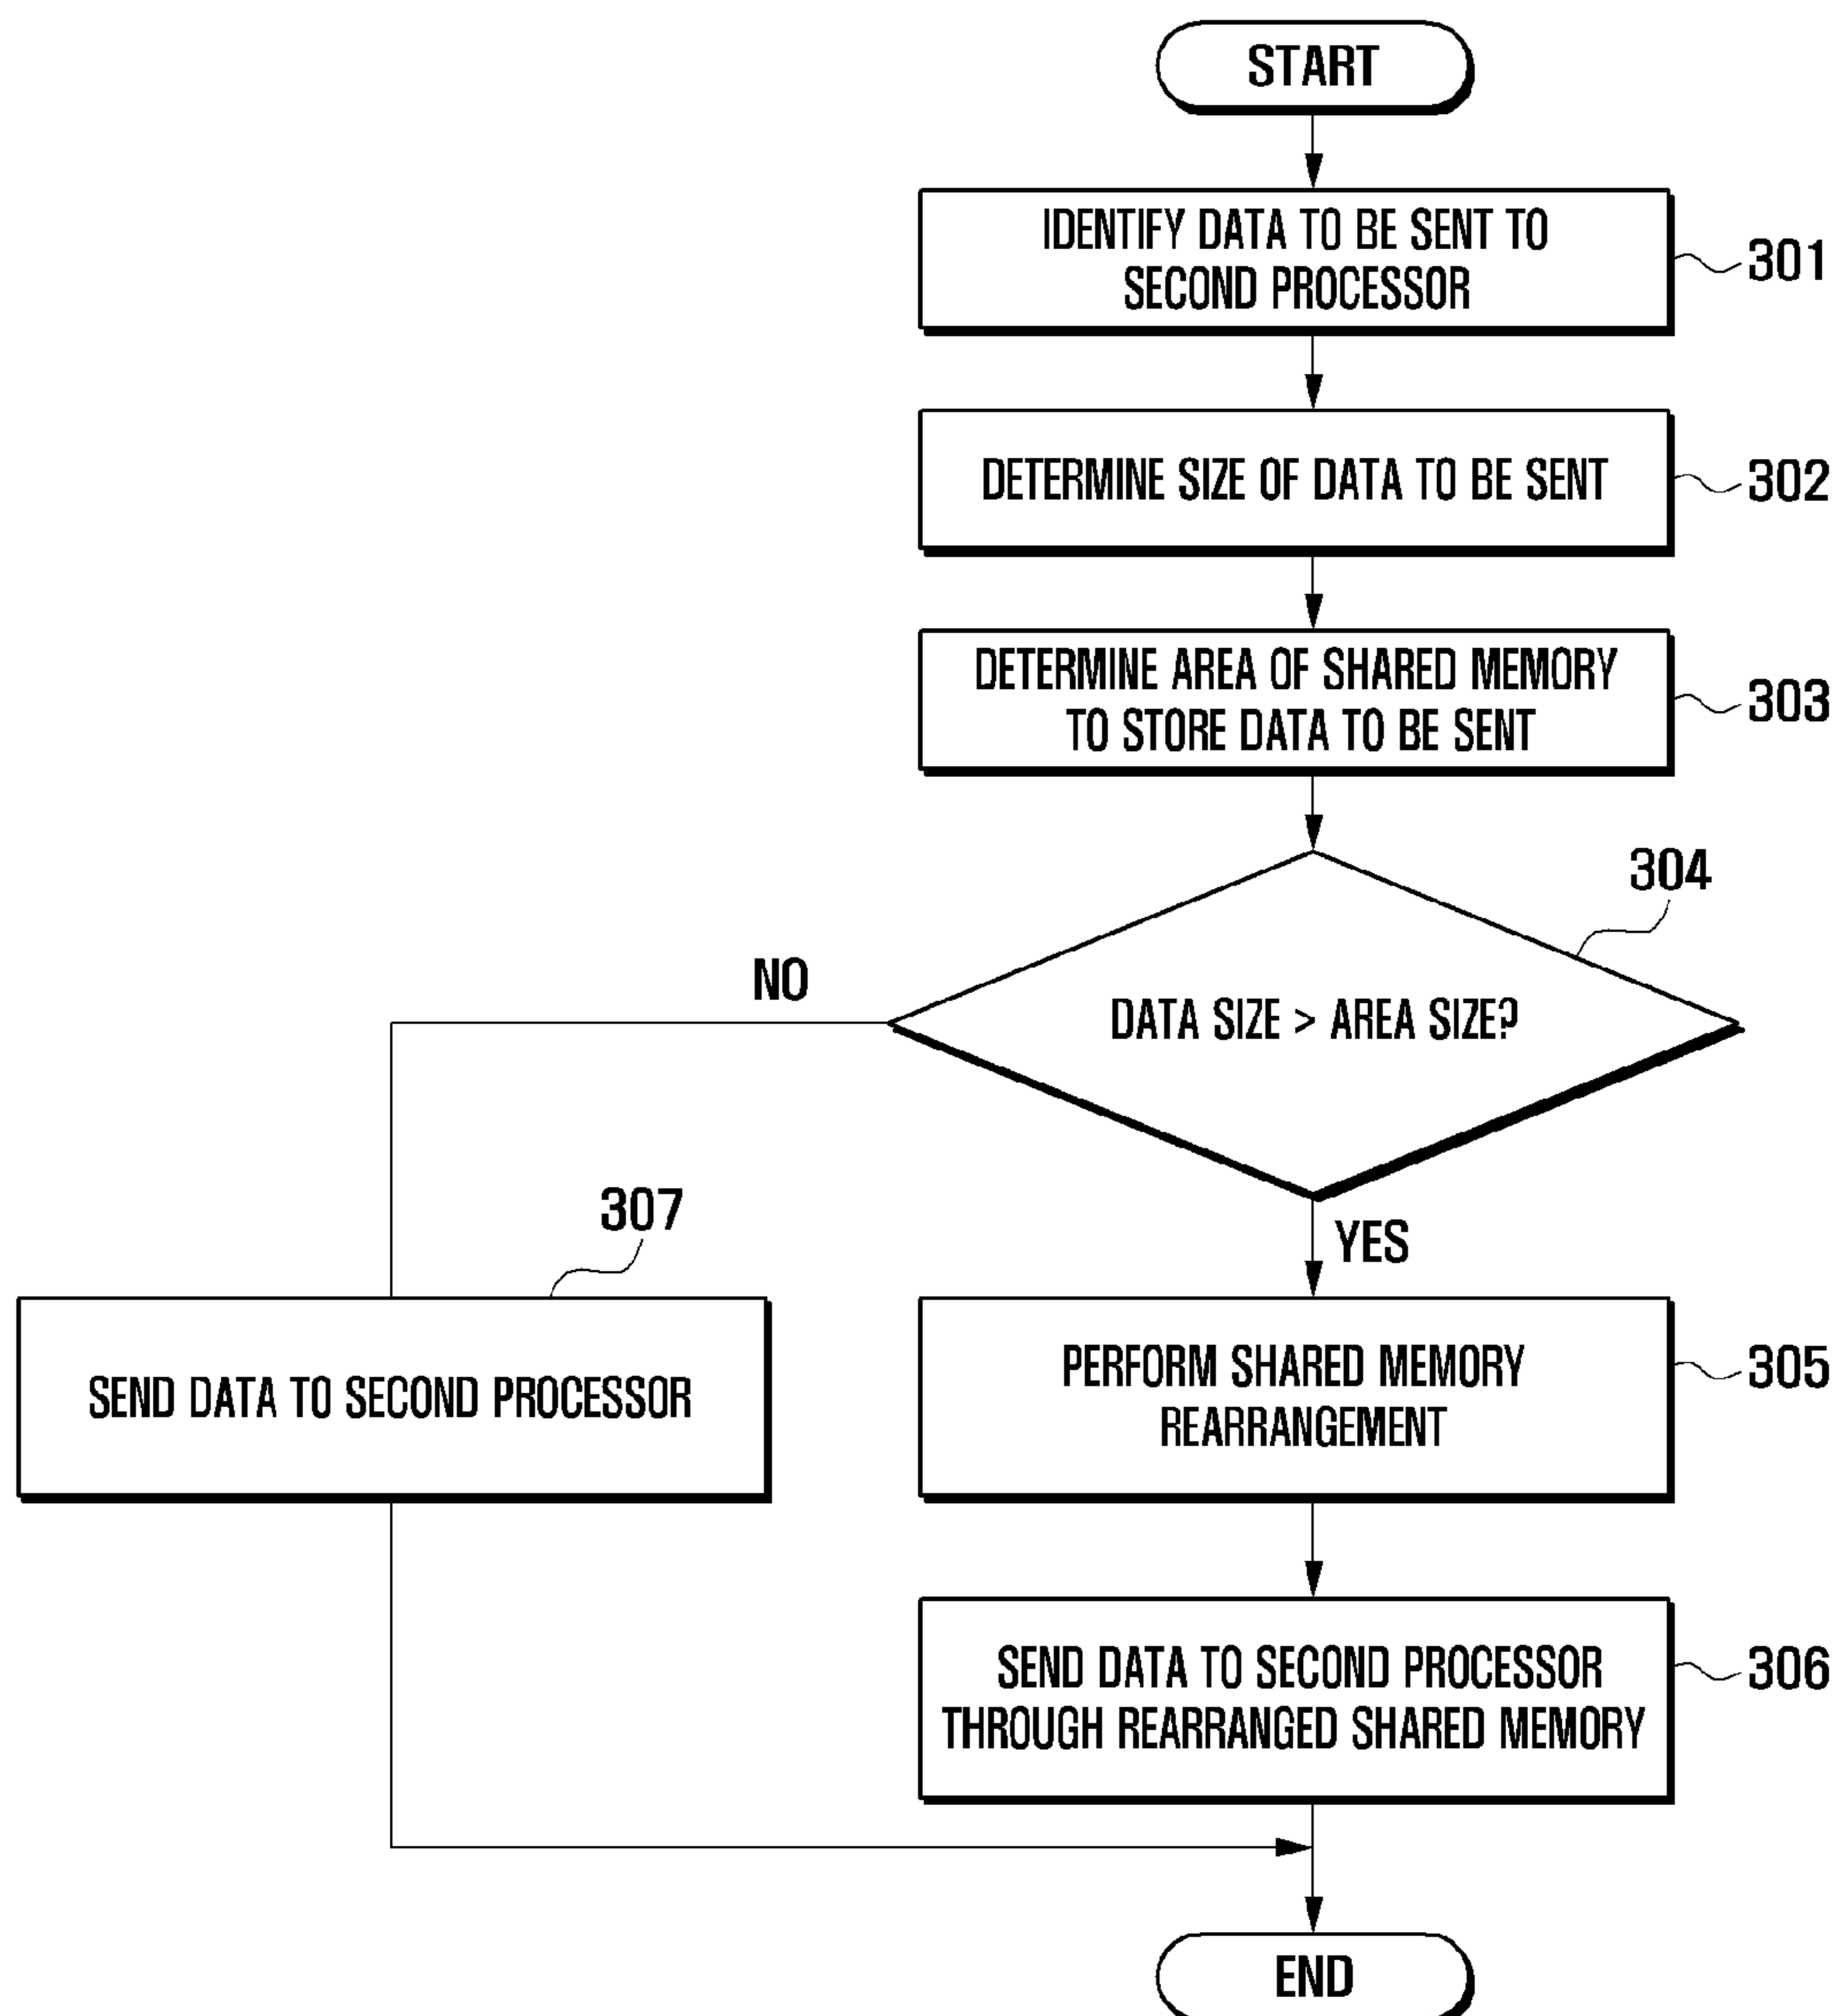 START
IDENTIFY DATA TO BE SENT TO
SECOND PROCESSOR
301
DETERMINE SIZE OF DATA TO BE SENT
302
DETERMINE AREA OF SHARED MEMORY
TO STORE DATA TO BE SENT
303
304
DATA SIZE > AREA SIZE?
NO
YES
307
SEND DATA TO SECOND PROCESSOR
PERFORM SHARED MEMORY
REARRANGEMENT
305
SEND DATA TO SECOND PROCESSOR
THROUGH REARRANGED SHARED MEMORY
306
END